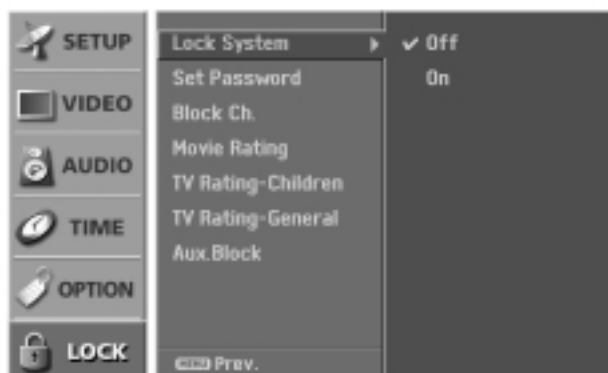 SETUP
VIDEO
AUDIO
TIME
OPTION
LOCK
Lock System
Set Password
Block Ch.
Movie Rating
TV Rating-Children
TV Rating-General
Aux.Block
MENU Prev.
Off
On